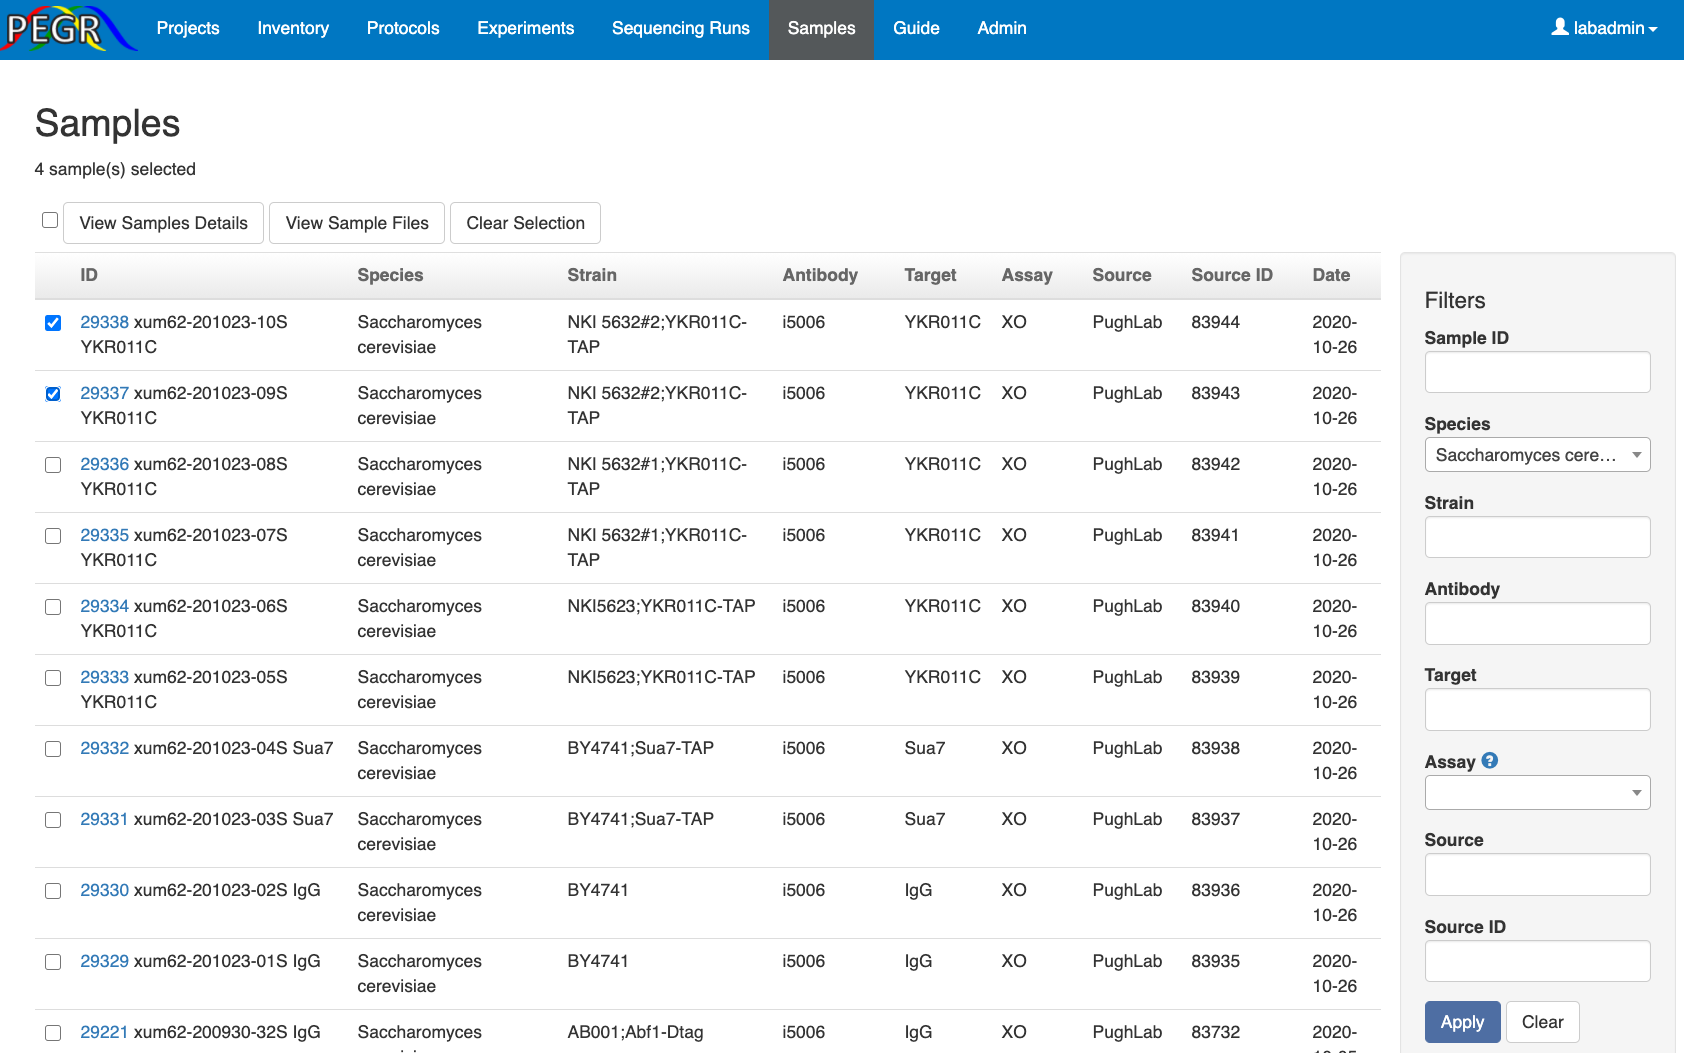 PEGR Projects Inventory Protocols Experiments Sequencing Runs Samples Guide Admin labadmin
Samples
4 sample(s) selected
View Samples Details View Sample Files Clear Selection
ID Species Strain Antibody Target Assay Source Source ID Date
29338 xum62-201023-10S Saccharomyces NKI 5632#2;YKR011C- i5006 YKR011C XO PughLab 83944 2020-
YKR011C cerevisiae TAP 10-26
29337 xum62-201023-09S Saccharomyces NKI 5632#2;YKR011C- i5006 YKR011C XO PughLab 83943 2020-
YKR011C cerevisiae TAP 10-26
29336 xum62-201023-08S Saccharomyces NKI 5632#1;YKR011C- i5006 YKR011C XO PughLab 83942 2020-
YKR011C cerevisiae TAP 10-26
29335 xum62-201023-07S Saccharomyces NKI 5632#1;YKR011C- i5006 YKR011C XO PughLab 83941 2020-
YKR011C cerevisiae TAP 10-26
29334 xum62-201023-06S Saccharomyces NKI5623;YKR011C-TAP i5006 YKR011C XO PughLab 83940 2020-
YKR011C cerevisiae 10-26
29333 xum62-201023-05S Saccharomyces NKI5623;YKR011C-TAP i5006 YKR011C XO PughLab 83939 2020-
YKR011C cerevisiae 10-26
29332 xum62-201023-04S Sua7 Saccharomyces BY4741;Sua7-TAP i5006 Sua7 XO PughLab 83938 2020-
cerevisiae 10-26
29331 xum62-201023-03S Sua7 Saccharomyces BY4741;Sua7-TAP i5006 Sua7 XO PughLab 83937 2020-
cerevisiae 10-26
29330 xum62-201023-02S IgG Saccharomyces BY4741 i5006 IgG XO PughLab 83936 2020-
cerevisiae 10-26
29329 xum62-201023-01S IgG Saccharomyces BY4741 i5006 IgG XO PughLab 83935 2020-
cerevisiae 10-26
29221 xum62-200930-32S IgG Saccharomyces AB001;Abf1-Dtag i5006 IgG XO PughLab 83732 2020-
Filters
Sample ID
Species
Saccharomyces cere...
Strain
Antibody
Target
Assay ?
Source
Source ID
Apply Clear